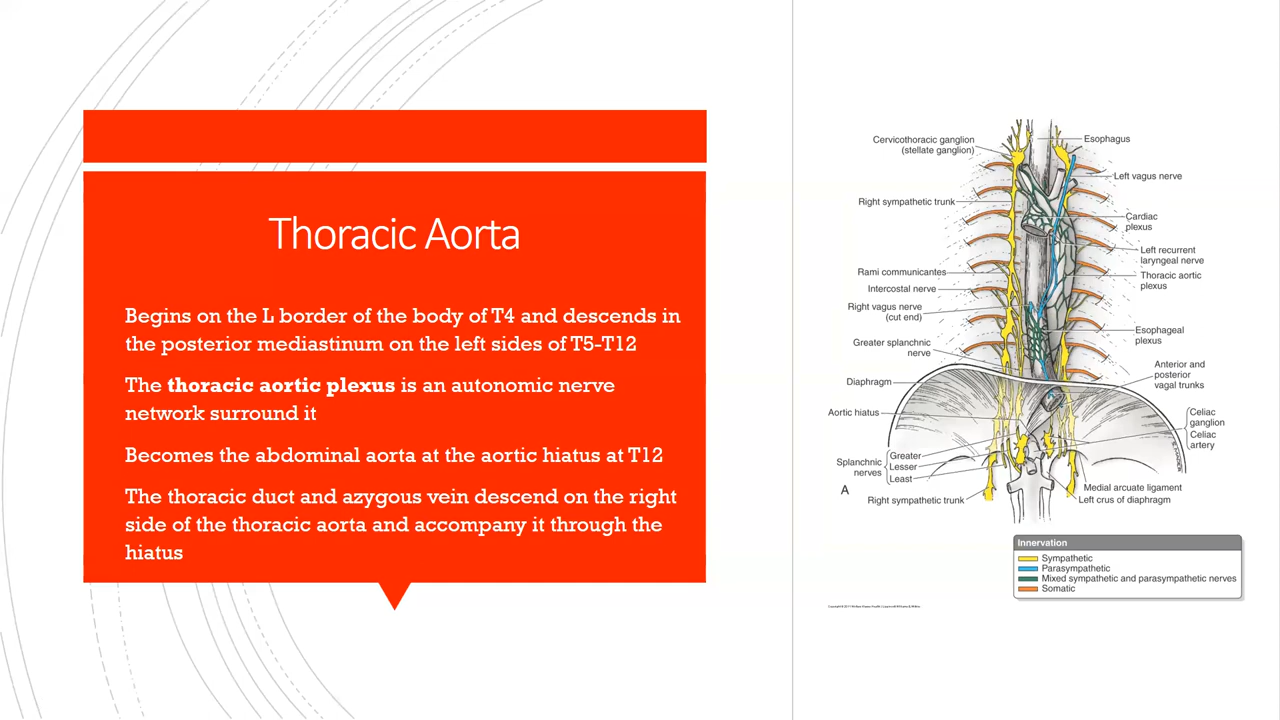 Thoracic Aorta
Begins on the L border of the body of T4 and descends in
the posterior mediastinum on the left sides of T5-T12
The thoracic aortic plexus is an autonomic nerve
network surround it
Becomes the abdominal aorta at the aortic hiatus at T12
The thoracic duct and azygous vein descend on the right
side of the thoracic aorta and accompany it through the
hiatus
Cervicothoracic ganglion
(stellate ganglion)
Right sympathetic trunk
Rami communicantes
Intercostal nerve
Right vagus nerve
(cut end)
Greater splanchnic
nerve
Diaphragm
Aortic hiatus
Splanchnic
nerves
Greater
Lesser
Least
A
Right sympathetic trunk
Esophagus
Left vagus nerve
Cardiac
plexus
Left recurrent
laryngeal nerve
Thoracic aortic
plexus
Esophageal
plexus
Anterior and
posterior
vagal trunks
Celiac
ganglion
Celiac
artery
Medial arcuate ligament
Left crus of diaphragm
Innervation
Sympathetic
Parasympathetic
Mixed sympathetic and parasympathetic nerves
Somatic